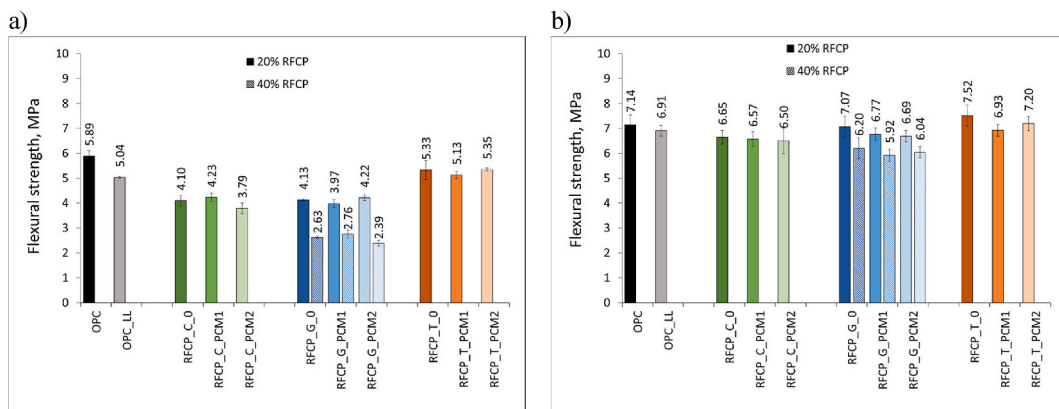 a)
Flexural strength, MPa
10
9
8
7
6
5
4
3
2
1
0
20% RFCP
40% RFCP
5.89
5.04
4.10
4.23
3.79
4.13
2.63
3.97
2.76
4.22
2.39
5.33
5.13
5.35
OPC
OPC_LL
RFCP_C_0
RFCP_C_PCM1
RFCP_C_PCM2
RFCP_G_0
RFCP_G_PCM1
RFCP_G_PCM2
RFCP_T_0
RFCP_T_PCM1
RFCP_T_PCM2
b)
Flexural strength, MPa
10
9
8
7
6
5
4
3
2
1
0
20% RFCP
40% RFCP
7.14
6.91
6.65
6.57
6.50
7.07
6.20
6.77
5.92
6.69
6.04
7.52
6.93
7.20
OPC
OPC_LL
RFCP_C_0
RFCP_C_PCM1
RFCP_C_PCM2
RFCP_G_0
RFCP_G_PCM1
RFCP_G_PCM2
RFCP_T_0
RFCP_T_PCM1
RFCP_T_PCM2